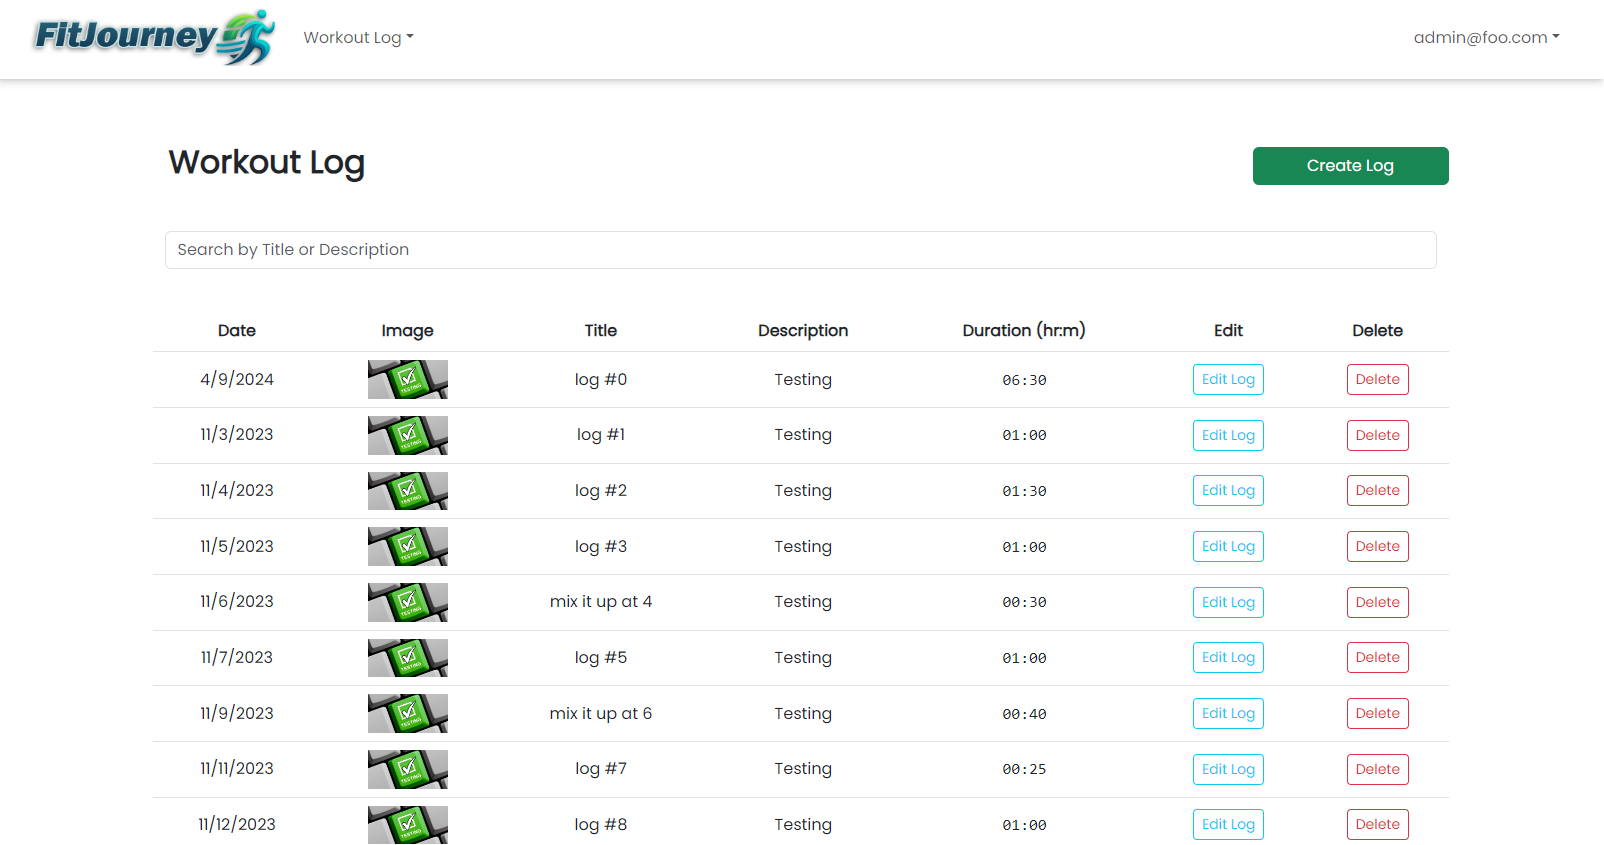 FitJourney Workout Log admin@foo.com
Workout Log Create Log
Search by Title or Description
Date Image Title Description Duration (hr:m) Edit Delete
4/9/2024 TESTING log #0 Testing 06:30 Edit Log Delete
11/3/2023 TESTING log #1 Testing 01:00 Edit Log Delete
11/4/2023 TESTING log #2 Testing 01:30 Edit Log Delete
11/5/2023 TESTING log #3 Testing 01:00 Edit Log Delete
11/6/2023 TESTING mix it up at 4 Testing 00:30 Edit Log Delete
11/7/2023 TESTING log #5 Testing 01:00 Edit Log Delete
11/9/2023 TESTING mix it up at 6 Testing 00:40 Edit Log Delete
11/11/2023 TESTING log #7 Testing 00:25 Edit Log Delete
11/12/2023 TESTING log #8 Testing 01:00 Edit Log Delete